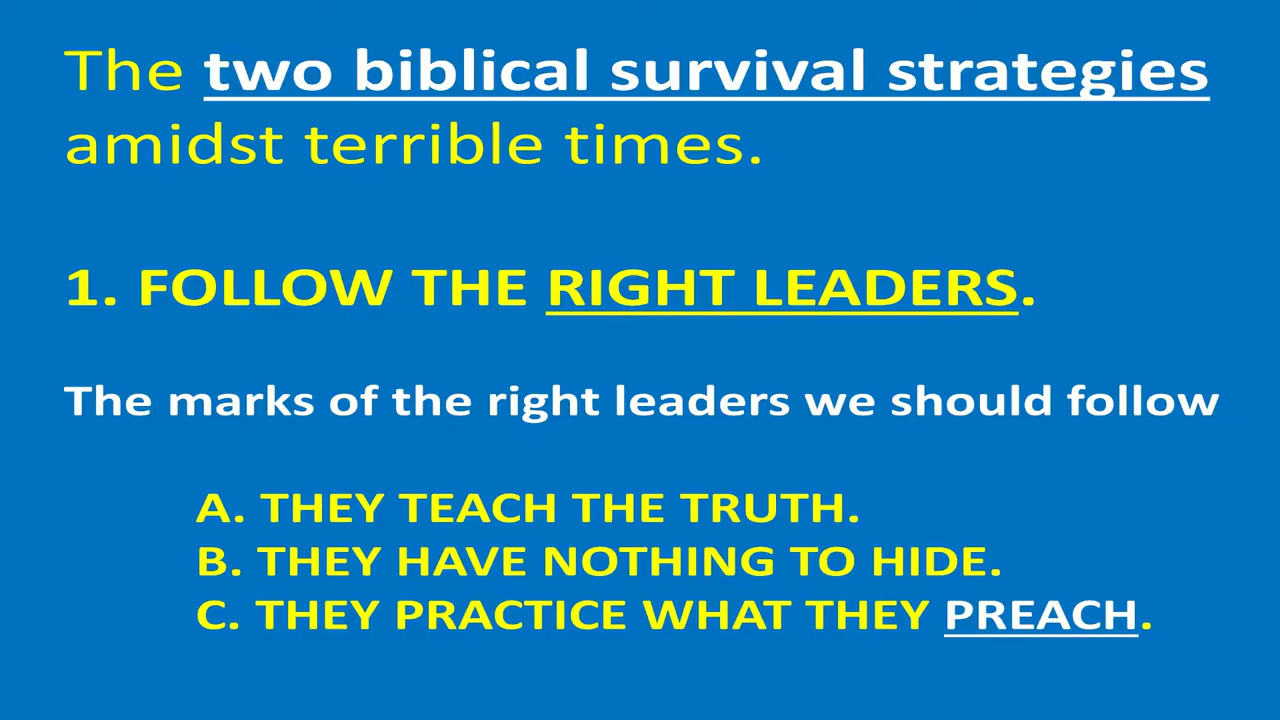 The two biblical survival strategies
amidst terrible times.
1. FOLLOW THE RIGHT LEADERS.
The marks of the right leaders we should follow
A. THEY TEACH THE TRUTH.
B. THEY HAVE NOTHING TO HIDE.
C. THEY PRACTICE WHAT THEY PREACH.